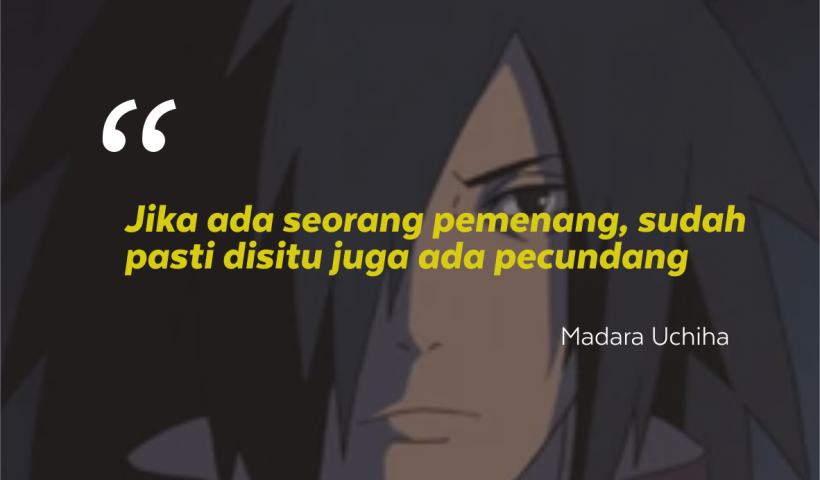 “
Jika ada seorang pemenang, sudah
pasti disitu juga ada pecundang
Madara Uchiha